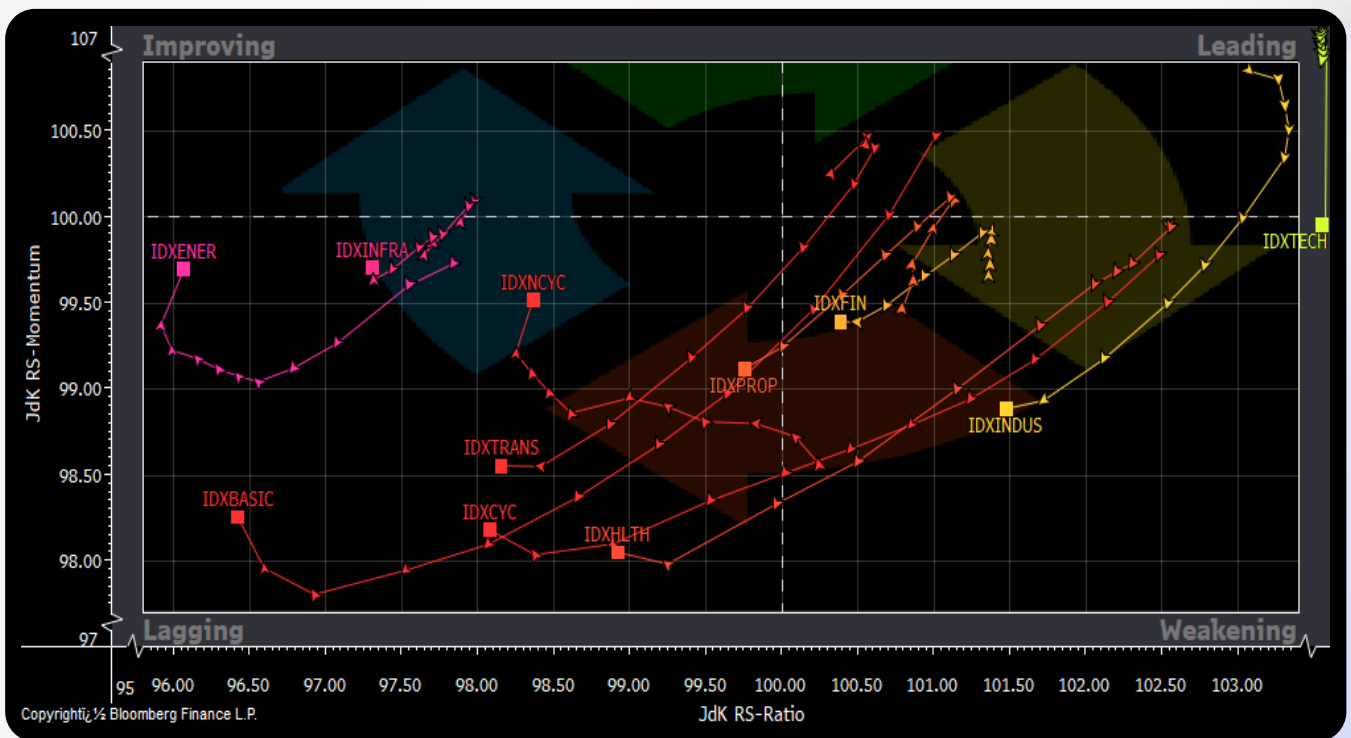 107
Improving
Leading
100.50
100.00
IDXENER
IDXINFRA
IDXTECH
99.50
IDXNCYC
IDXFIN
99.00
IDXPROP
IDXINDUS
98.50
IDXTRANS
IDXBASIC
IDXCYC
IDXHLTH
98.00
97
Lagging
Weakening
JdK RS-Momentum
95
96.00
96.50
97.00
97.50
98.00
98.50
99.00
99.50
100.00
100.50
101.00
101.50
102.00
102.50
103.00
Copyrightï¿½ Bloomberg Finance L.P.
JdK RS-Ratio